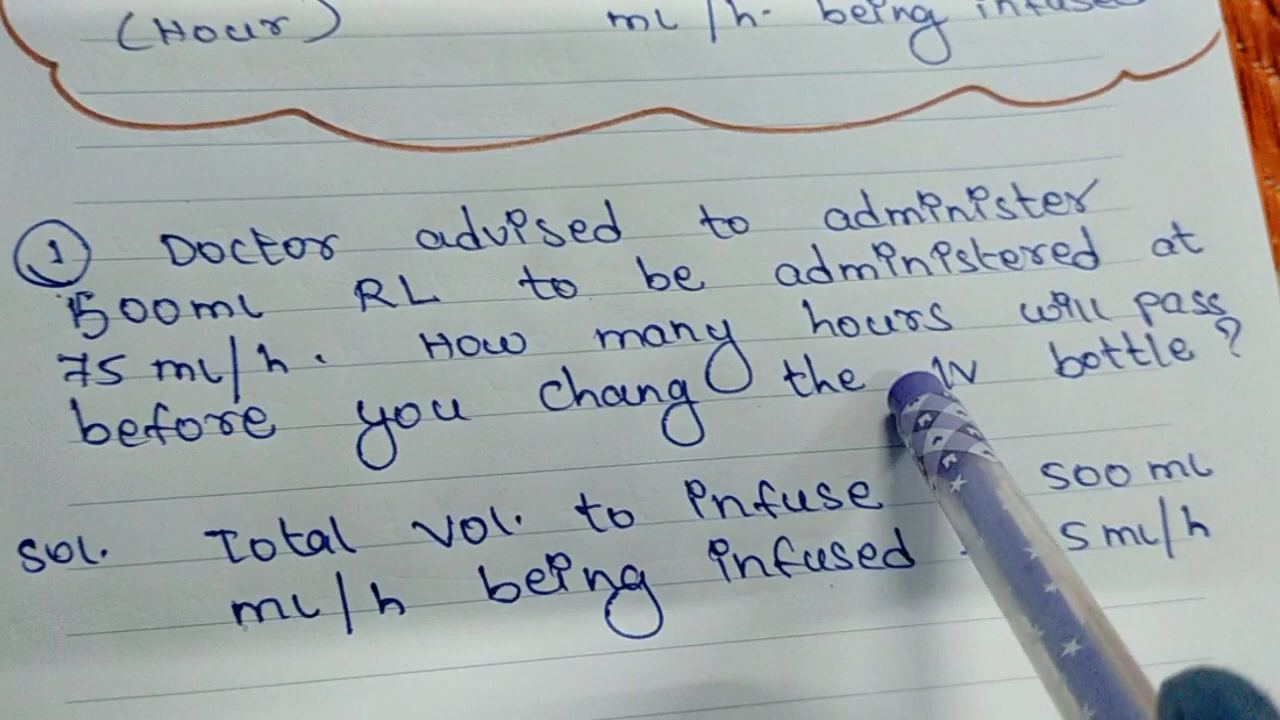 (Hour) ml/h. being infused
① Doctor advised to administer
500ml RL to be administered at
75 ml/h. How many hours will pass
before you chang the IV bottle?
Sol. Total vol. to infuse 500 ml
ml/h being infused 5 ml/h